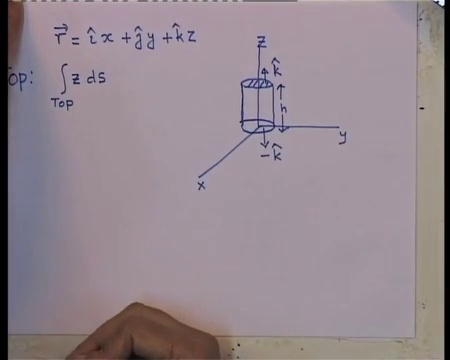 r⃗ = îx + ĵy + k̂z
op: ∫ z ds
Top
z
k̂
h
y
-k̂
x